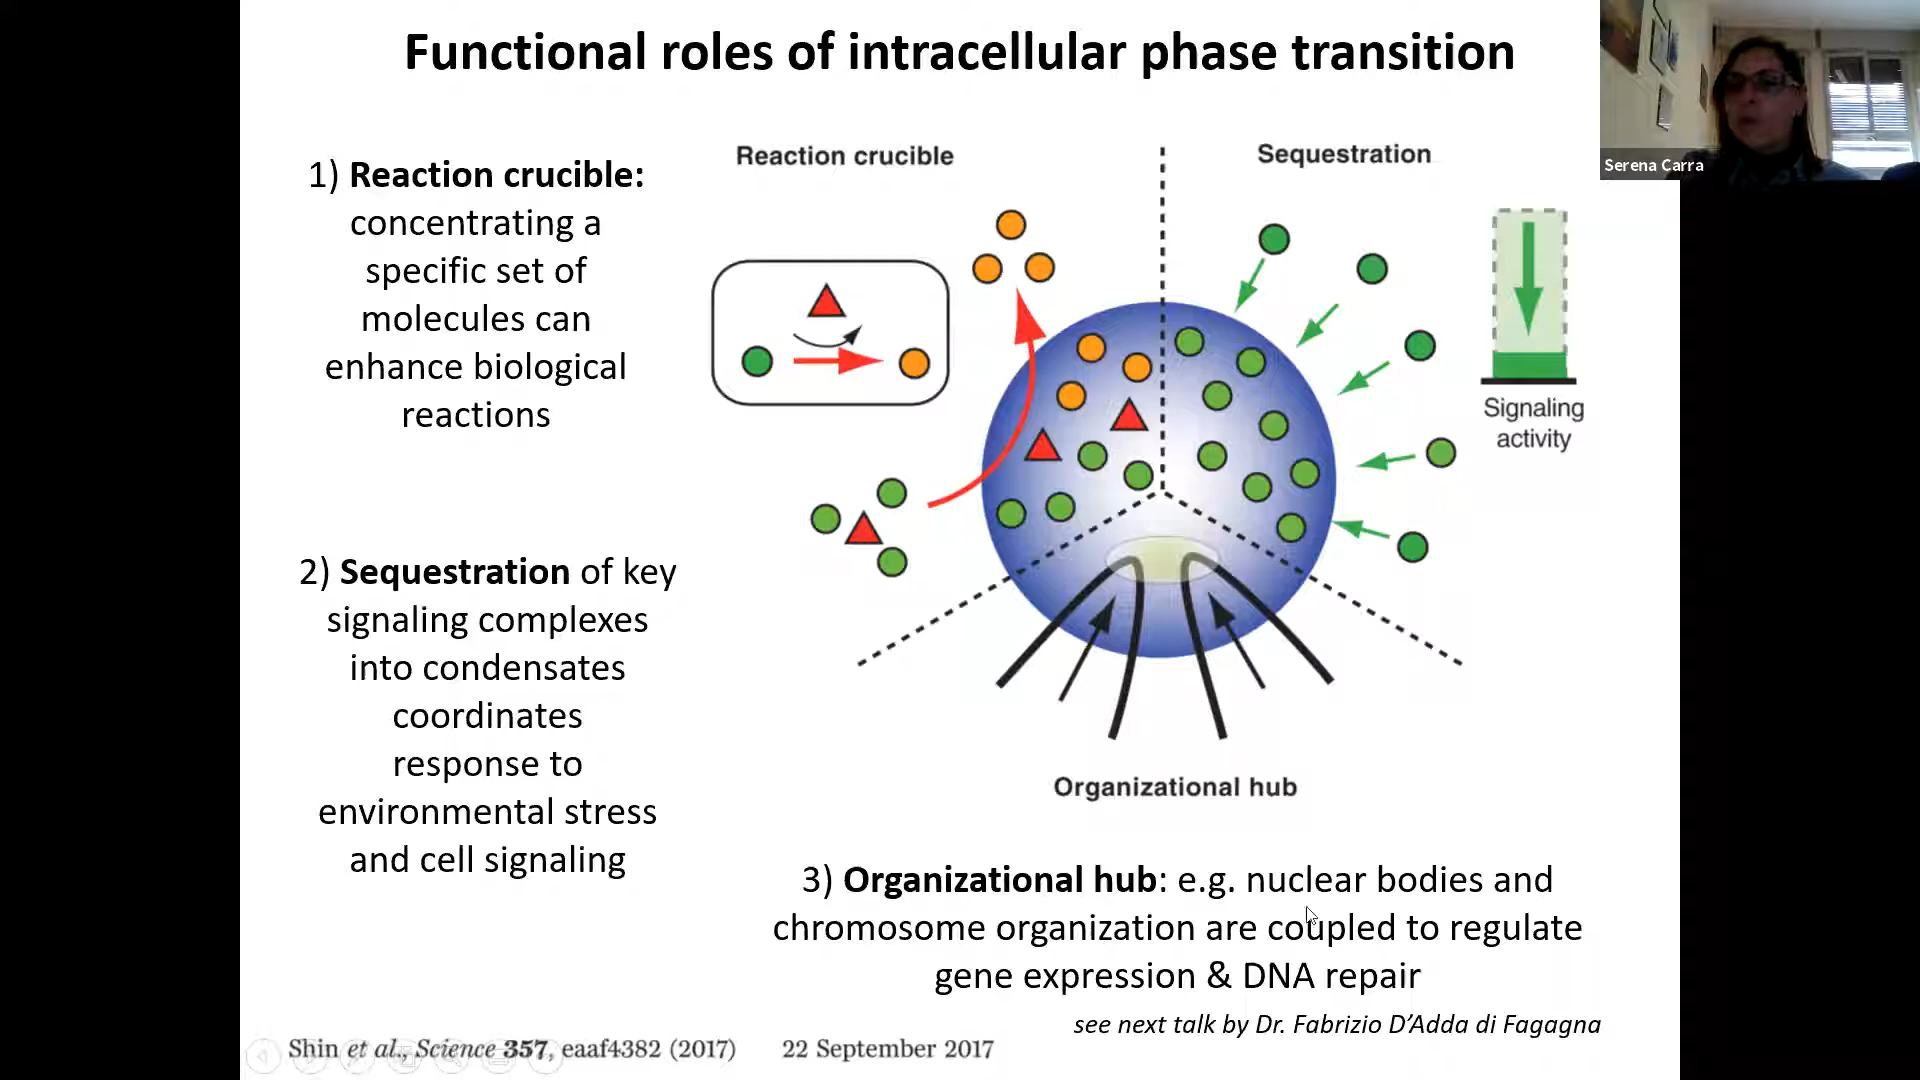 Functional roles of intracellular phase transition
Serena Carra
1) Reaction crucible:
concentrating a
specific set of
molecules can
enhance biological
reactions
2) Sequestration of key
signaling complexes
into condensates
coordinates
response to
environmental stress
and cell signaling
Reaction crucible
Sequestration
Signaling
activity
Organizational hub
3) Organizational hub: e.g. nuclear bodies and
chromosome organization are coupled to regulate
gene expression & DNA repair
see next talk by Dr. Fabrizio D’Adda di Fagagna
Shin et al., Science 357, eaaf4382 (2017) 22 September 2017